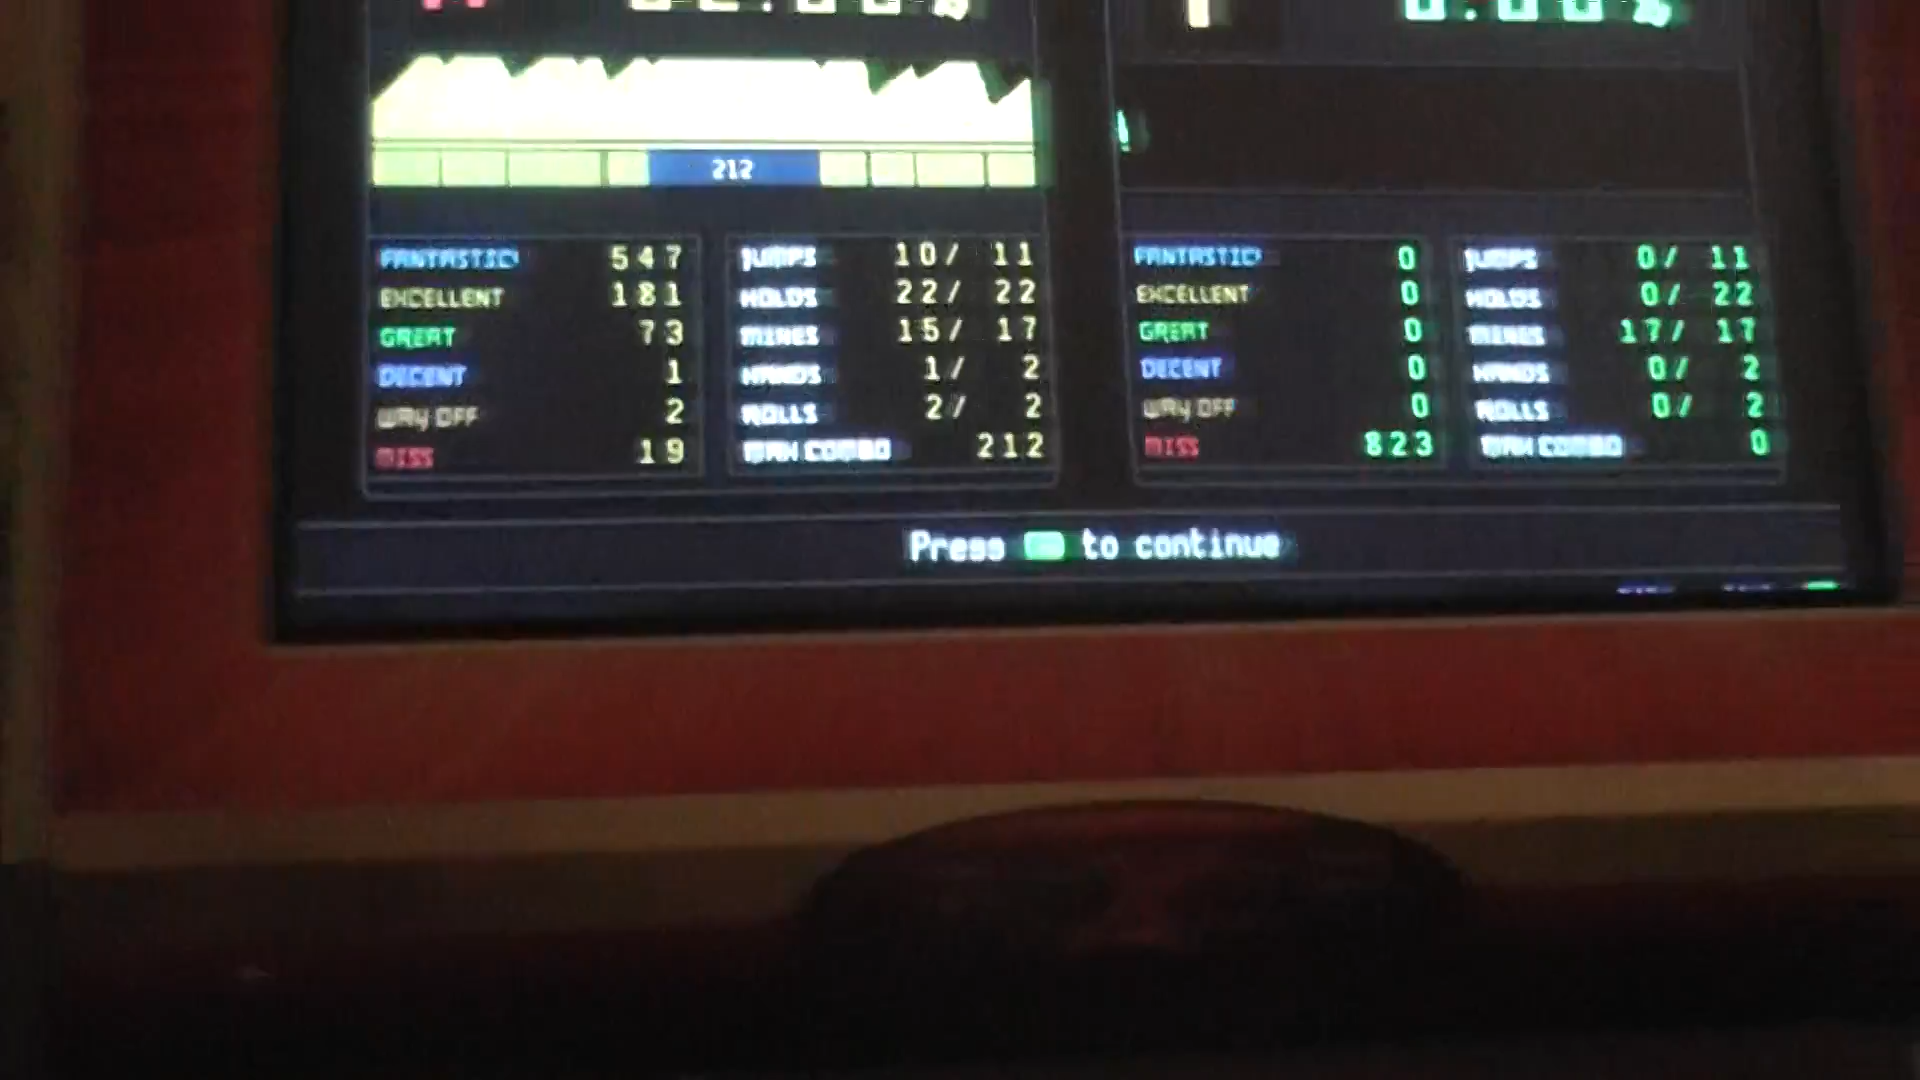 212
FANTASTIC 547 JUMPS 10/ 11 FANTASTIC 0 JUMPS 0/ 11
EXCELLENT 181 HOLDS 22/ 22 EXCELLENT 0 HOLDS 0/ 22
GREAT 73 MINES 15/ 17 GREAT 0 MINES 17/ 17
DECENT 1 HANDS 1/ 2 DECENT 0 HANDS 0/ 2
WAY OFF 2 ROLLS 2/ 2 WAY OFF 0 ROLLS 0/ 2
MISS 19 MAX COMBO 212 MISS 823 MAX COMBO 0
Press to continue